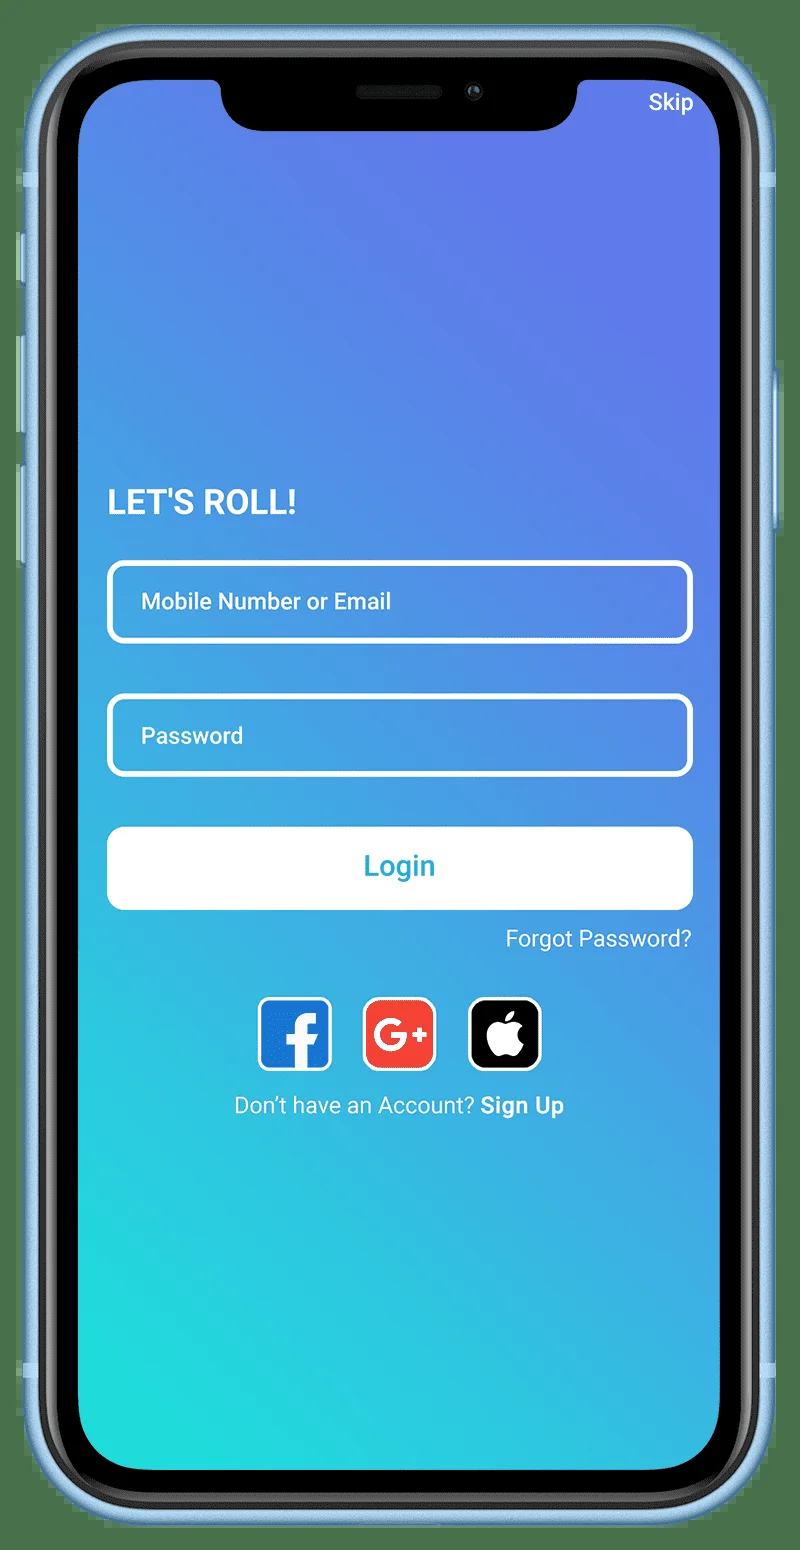 Skip
LET'S ROLL!
Mobile Number or Email
Password
Login
Forgot Password?
G+
Don’t have an Account? Sign Up